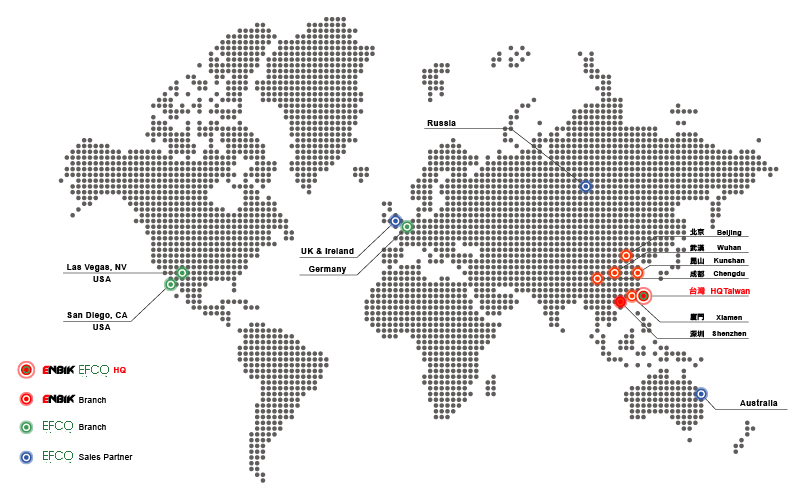 Russia
北京 Beijing
武漢 Wuhan
昆山 Kunshan
成都 Chengdu
台灣 HQTaiwan
廈門 Xiamen
深圳 Shenzhen
UK & Ireland
Germany
Las Vegas, NV
USA
San Diego, CA
USA
ENBIK EFCO HQ
ENBIK Branch
EFCO Branch
EFCO Sales Partner
Australia